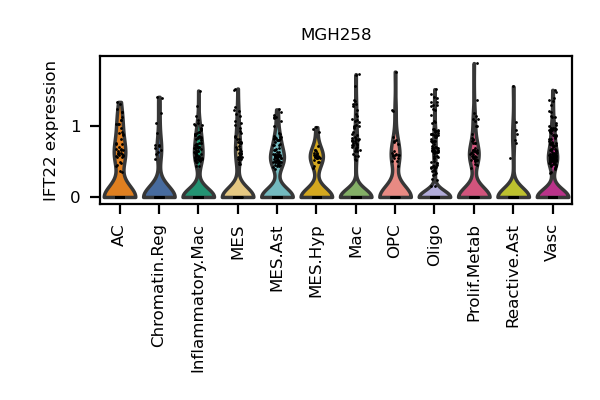 MGH258
IFT22 expression
1
0
AC
Chromatin.Reg
Inflammatory.Mac
MES
MES.Ast
MES.Hyp
Mac
OPC
Oligo
Prolif.Metab
Reactive.Ast
Vasc